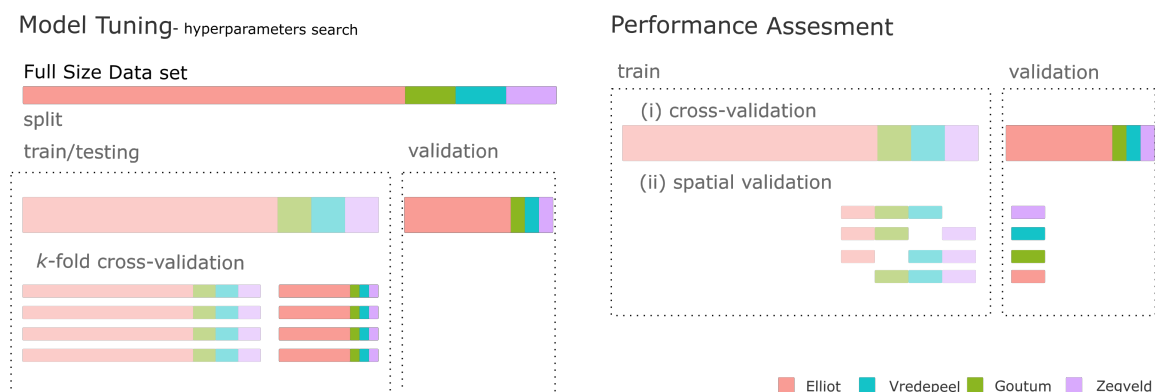 Model Tuning- hyperparameters search
Full Size Data set
split
train/testing
validation
k-fold cross-validation
Performance Assesment
train
validation
(i) cross-validation
(ii) spatial validation
Elliot
Vredepeel
Goutum
Zegveld